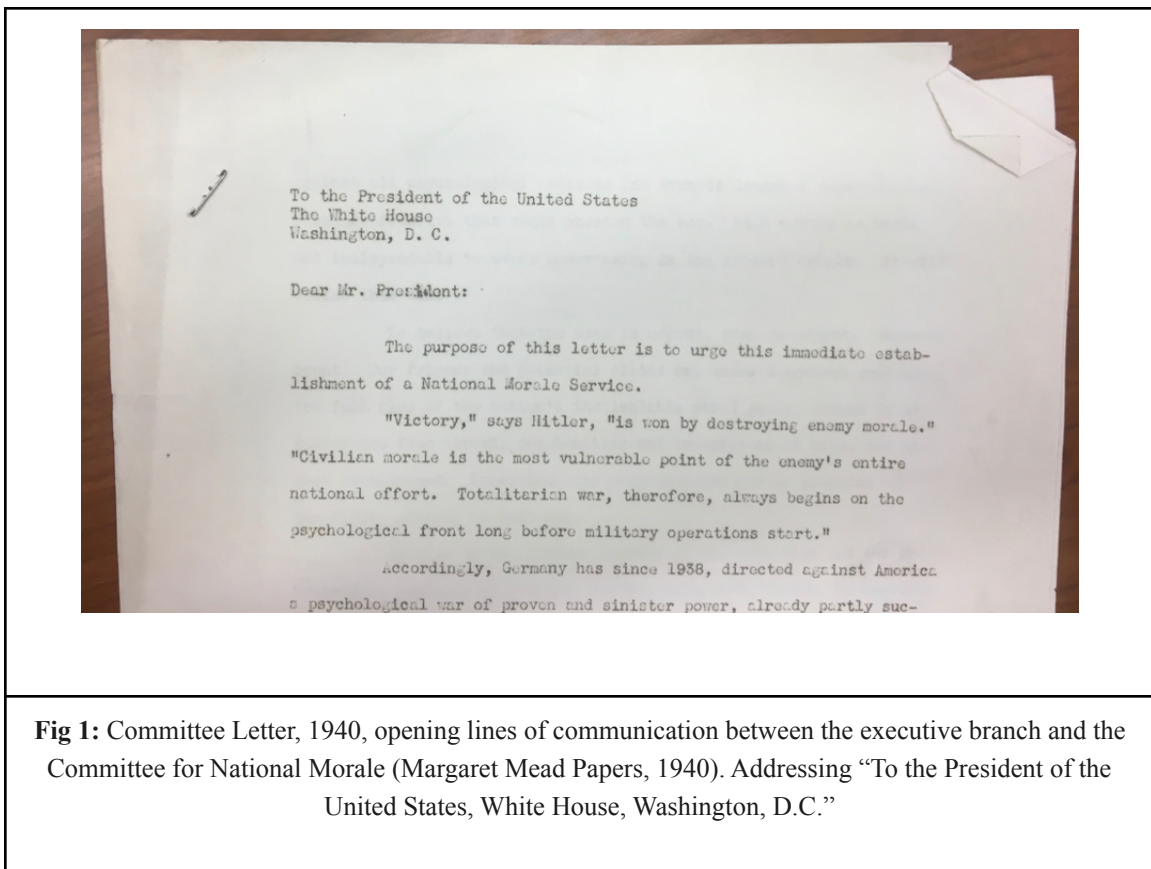 To the President of the United States
The White House
Washington, D. C.
Dear Mr. President:
The purpose of this letter is to urge this immediate estab-
lishment of a National Morale Service.
"Victory," says Hitler, "is won by destroying enemy morale."
"Civilian morale is the most vulnerable point of the enemy's entire
national effort. Totalitarian war, therefore, always begins on the
psychological front long before military operations start."
Accordingly, Germany has since 1938, directed against America
a psychological war of proven and sinister power, already partly suc-
Fig 1: Committee Letter, 1940, opening lines of communication between the executive branch and the
Committee for National Morale (Margaret Mead Papers, 1940). Addressing “To the President of the
United States, White House, Washington, D.C.”